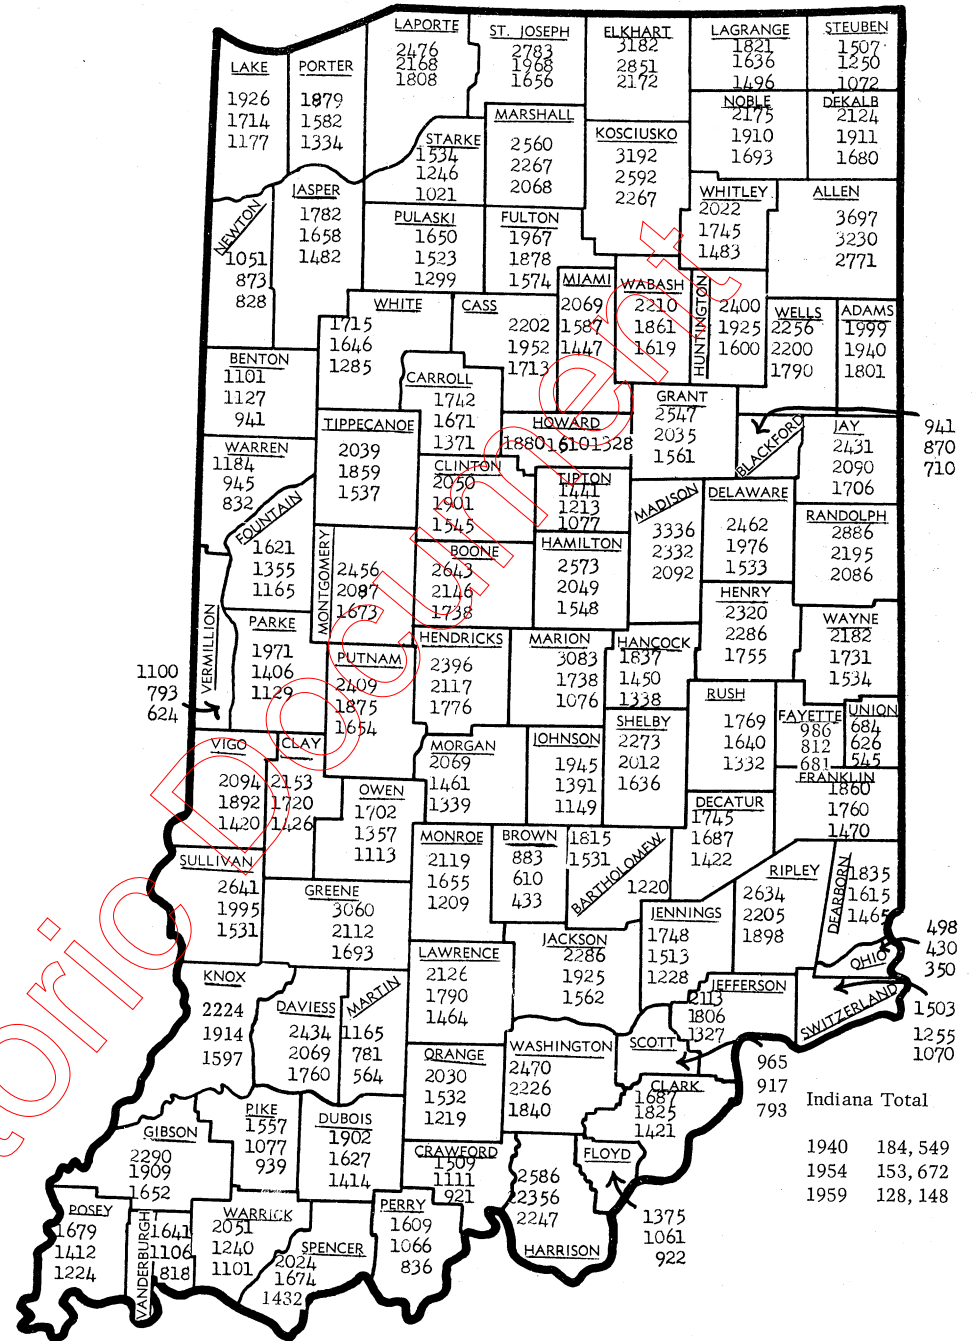 LAPORTE
2476
2168
1808
ST. JOSEPH
2783
1968
1656
ELKHART
3182
2851
2172
LAGRANGE
1821
1636
1496
STEUBEN
1507
1250
1072
LAKE
1926
1714
1177
PORTER
1879
1582
1334
NOBLE
2175
1910
1693
DEKALB
2124
1911
1680
MARSHALL
2560
2267
2068
STARKE
1534
1246
1021
KOSCIUSKO
3192
2592
2267
NEWTON
1051
873
828
JASPER
1782
1658
1482
PULASKI
1650
1523
1299
FULTON
1967
1878
1574
WHITLEY
2022
1745
1483
ALLEN
3697
3230
2771
WHITE
1715
1646
1285
CASS
2202
1952
1713
MIAMI
2069
1587
1447
WABASH
2210
1861
1619
HUNTINGTON
2400
1925
1600
WELLS
2256
2200
1790
ADAMS
1999
1940
1801
BENTON
1101
1127
941
CARROLL
1742
1671
1371
GRANT
2547
2035
1561
BLACKFORD
941
870
710
JAY
2431
2090
1706
WARREN
1184
945
832
TIPPECANOE
2039
1859
1537
HOWARD
1880 1610 1328
CLINTON
2050
1901
1545
TIPTON
1441
1213
1077
MADISON
3336
2332
2092
DELAWARE
2462
1976
1533
RANDOLPH
2886
2195
2086
FOUNTAIN
1621
1355
1165
MONTGOMERY
2456
2087
1673
BOONE
2643
2146
1738
HAMILTON
2573
2049
1548
HENRY
2320
2286
1755
WAYNE
2182
1731
1534
VERMILLION
1100
793
624
PARKE
1971
1406
1129
PUTNAM
2409
1875
1654
HENDRICKS
2396
2117
1776
MARION
3083
1738
1076
HANCOCK
1837
1450
1338
RUSH
1769
1640
1332
FAYETTE
986
812
681
UNION
684
626
545
VIGO
2094
1892
1420
CLAY
2153
1720
1426
OWEN
1702
1357
1113
MORGAN
2069
1461
1339
JOHNSON
1945
1391
1149
SHELBY
2273
2012
1636
DECATUR
1745
1687
1422
FRANKLIN
1860
1760
1470
SULLIVAN
2641
1995
1531
GREENE
3060
2112
1693
MONROE
2119
1655
1209
BROWN
883
610
433
BARTHOLOMEW
1815
1531
1220
JENNINGS
1748
1513
1228
RIPLEY
2634
2205
1898
DEARBORN
1835
1615
1465
OHIO
498
430
350
KNOX
2224
1914
1597
DAVIESS
2434
2069
1760
MARTIN
1165
781
564
LAWRENCE
2126
1790
1464
JACKSON
2286
1925
1562
JEFFERSON
2113
1806
1327
SWITZERLAND
1503
1255
1070
ORANGE
2030
1532
1219
WASHINGTON
2470
2226
1840
SCOTT
965
917
793
CLARK
1687
1825
1421
GIBSON
2290
1909
1652
PIKE
1557
1077
939
DUBOIS
1902
1627
1414
CRAWFORD
1509
1111
921
HARRISON
2586
2356
2247
FLOYD
1375
1061
922
POSEY
1679
1412
1224
VANDERBURGH
1641
1106
818
WARRICK
2051
1240
1101
SPENCER
2024
1674
1432
PERRY
1609
1066
836
Indiana Total
1940 184,549
1954 153,672
1959 128,148
toric Document